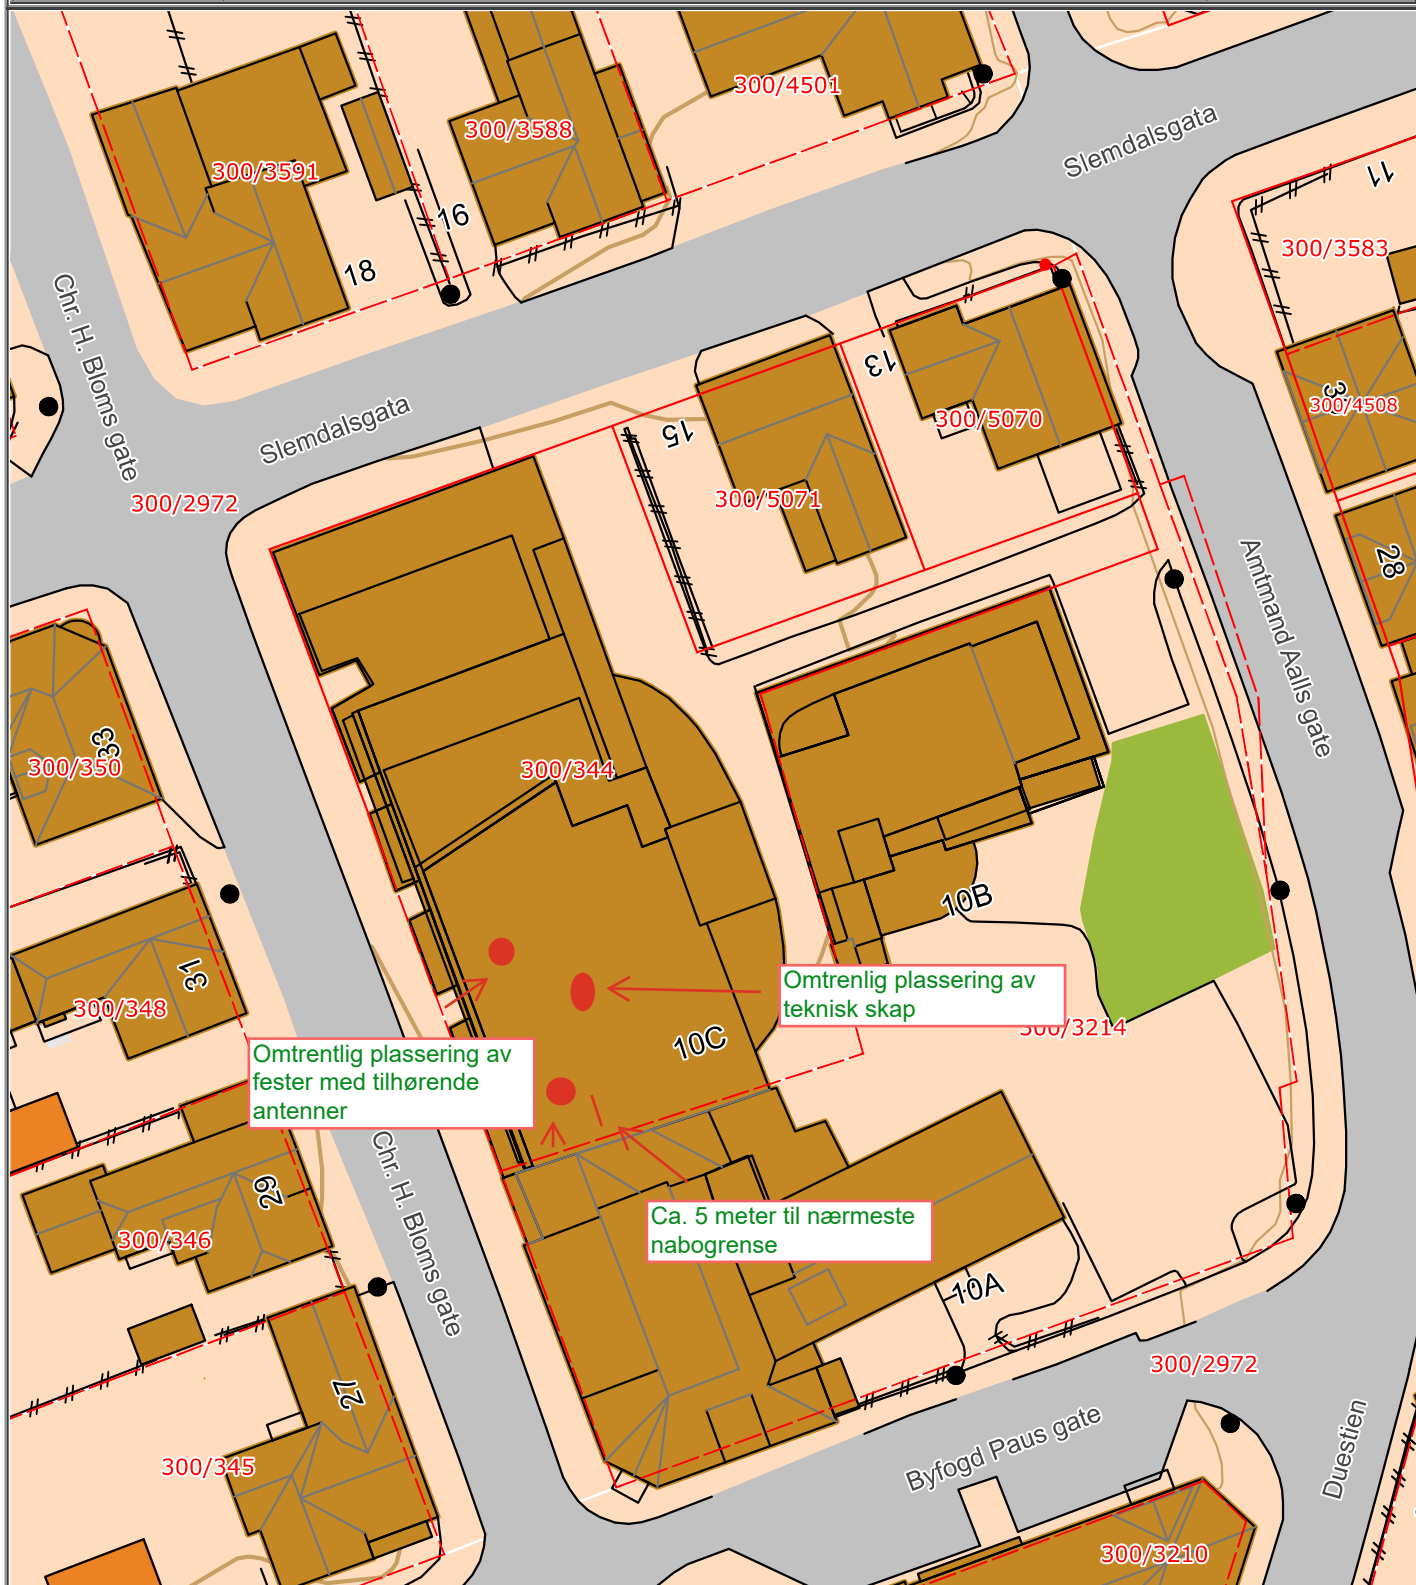 300/4501
300/3588
300/3591
16
18
Slemdalsgata
11
300/3583
Chr. H. Bloms gate
13
3
300/4508
300/5070
Slemdalsgata
15
300/5071
300/2972
28
Amtmand Aalls gate
33
300/350
300/344
10B
31
300/348
Omtrenlig plassering av
teknisk skap
300/3214
10C
Omtrentlig plassering av
fester med tilhørende
antenner
Chr. H. Bloms gate
29
300/346
Ca. 5 meter til nærmeste
nabogrense
10A
300/2972
27
Byfogd Paus gate
Duestien
300/345
300/3210